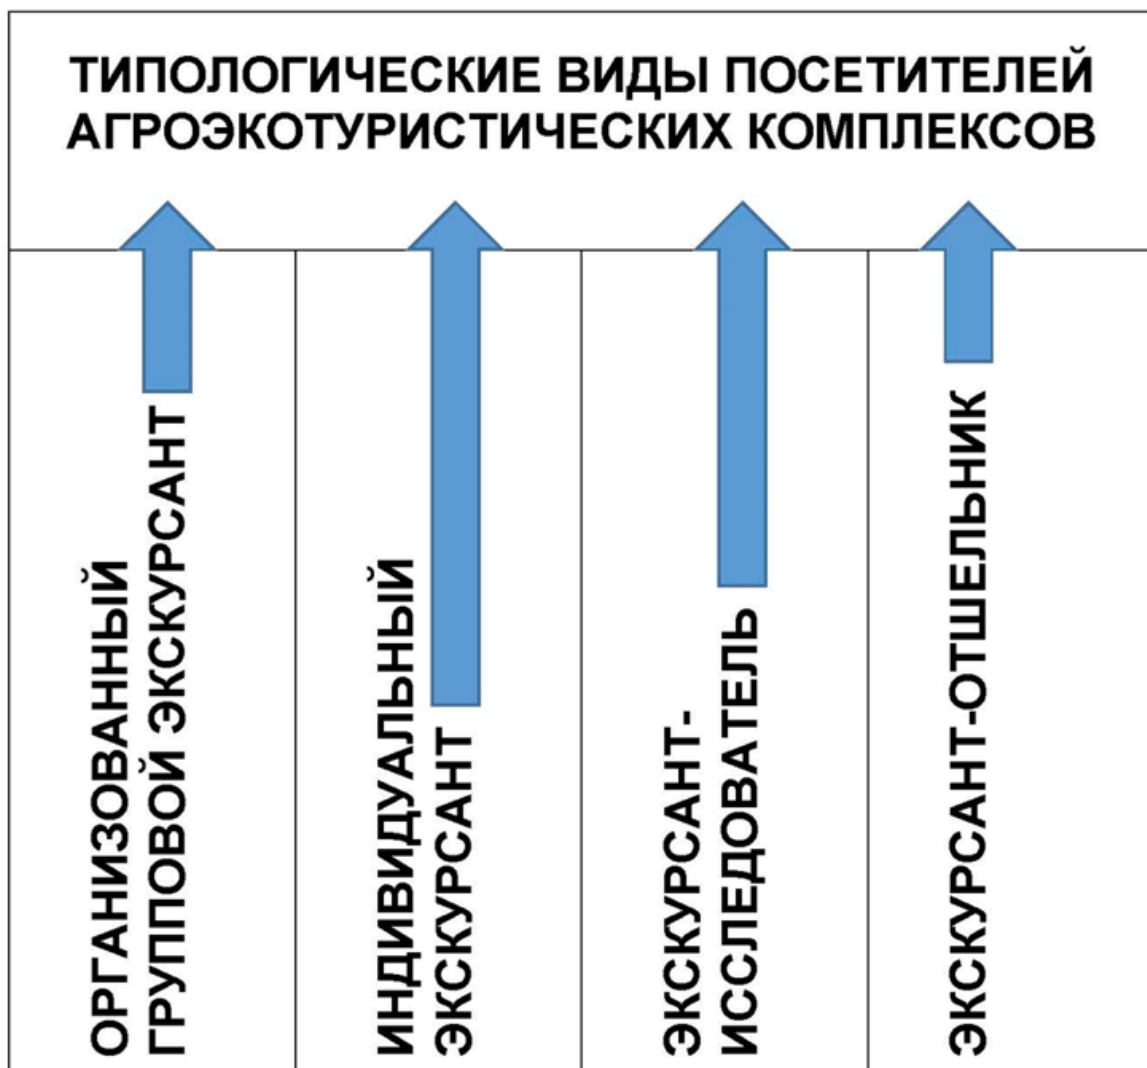 ТИПОЛОГИЧЕСКИЕ ВИДЫ ПОСЕТИТЕЛЕЙ
АГРОЭКОТУРИСТИЧЕСКИХ КОМПЛЕКСОВ
ОРГАНИЗОВАННЫЙ
ГРУППОВОЙ ЭКСКУРСАНТ
ИНДИВИДУАЛЬНЫЙ
ЭКСКУРСАНТ
ЭКСКУРСАНТ-
ИССЛЕДОВАТЕЛЬ
ЭКСКУРСАНТ-ОТШЕЛЬНИК